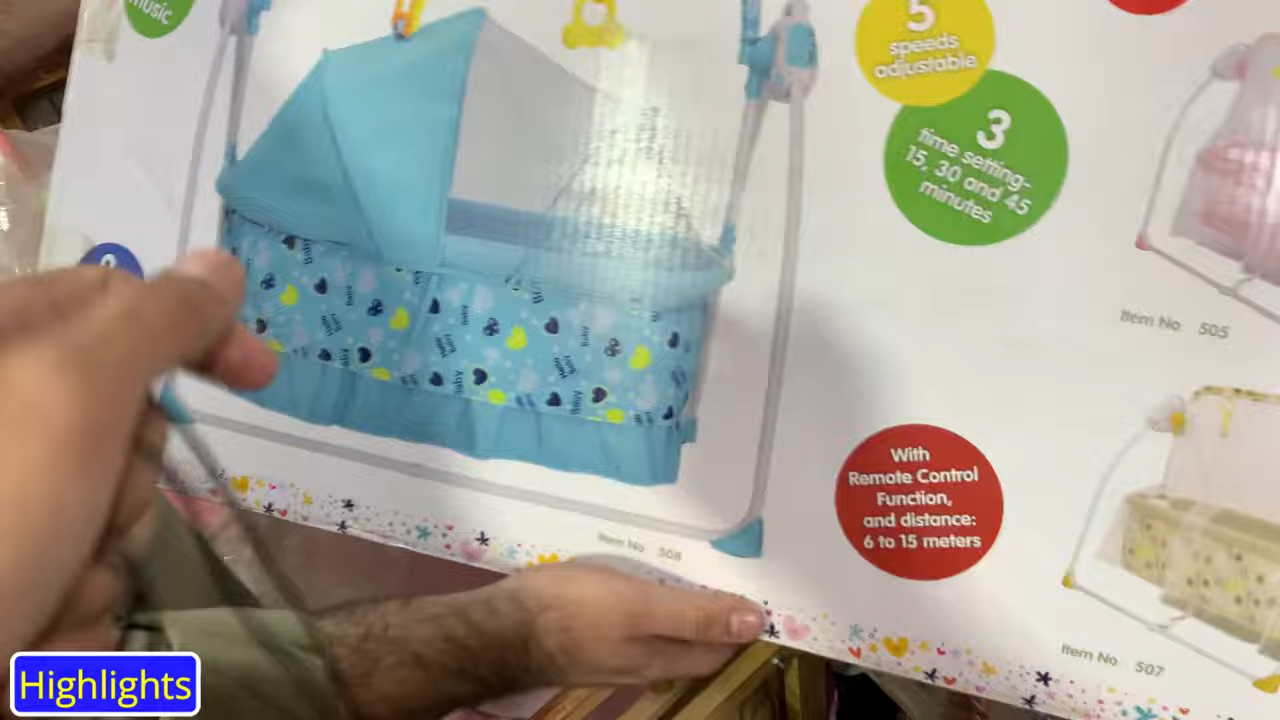 music
5
speeds
adjustable
3
time setting-
15, 30 and 45
minutes
Item No 505
With
Remote Control
Function,
and distance:
6 to 15 meters
Item No 508
Item No 507
Highlights